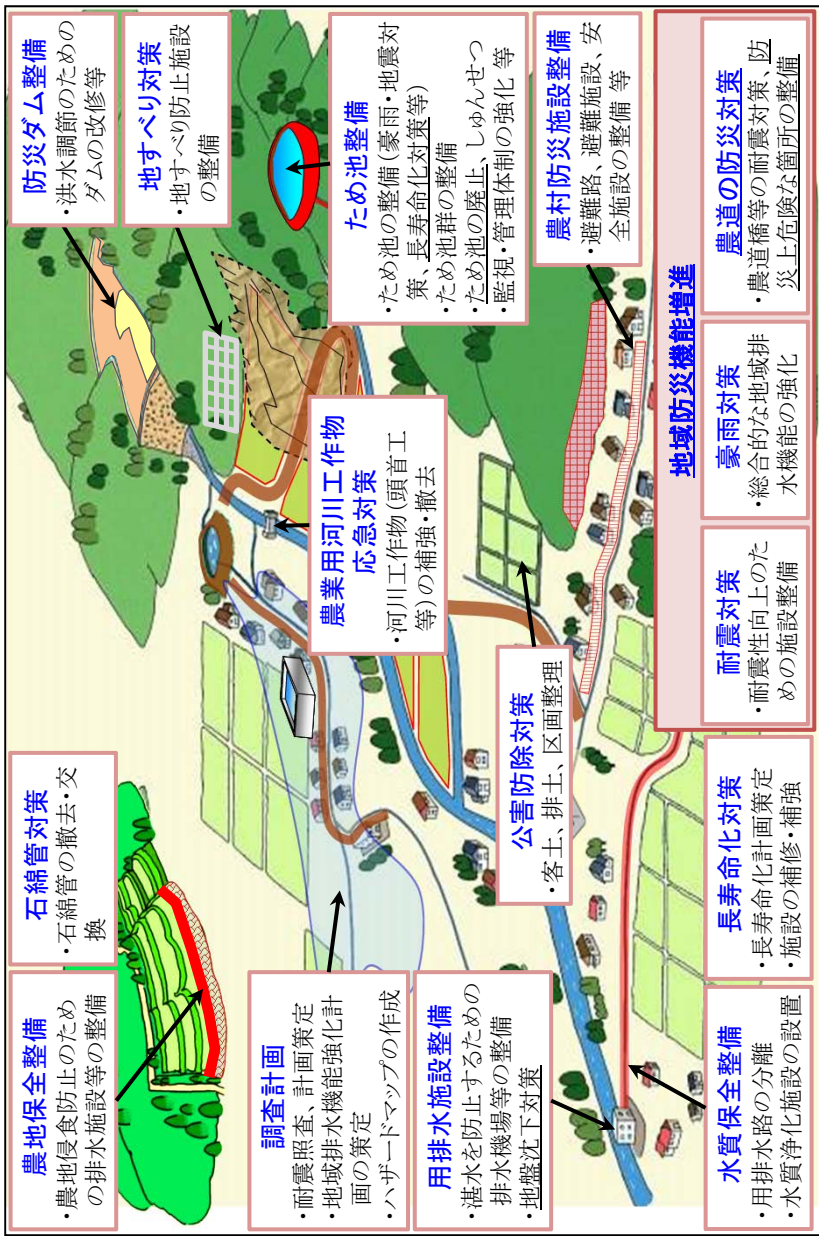 農地保全整備
・農地侵食防止のため
の排水施設等の整備
石綿管対策
・石綿管の撤去・交
換
防災ダム整備
・洪水調節のための
ダムの改修等
地すべり対策
・地すべり防止施設
の整備
調査計画
・耐震照査、計画策定
・地域排水機能強化計
画の策定
・ハザードマップの作成
農業用河川工作物
応急対策
・河川工作物(頭首工
等)の補強・撤去
ため池整備
・ため池の整備(豪雨・地震対
策、長寿命化対策等)
・ため池群の整備
・ため池の廃止、しゅんせつ
・監視・管理体制の強化 等
用排水施設整備
・湛水を防止するための
排水機場等の整備
・地盤沈下対策
公害防除対策
・客土、排土、区画整理
農村防災施設整備
・避難路、避難施設、安
全施設の整備 等
水質保全整備
・用排水路の分離
・水質浄化施設の設置
長寿命化対策
・長寿命化計画策定
・施設の補修・補強
地域防災機能増進
耐震対策
・耐震性向上のた
めの施設整備
豪雨対策
・総合的な地域排
水機能の強化
農道の防災対策
・農道橋等の耐震対策、防
災上危険な箇所の整備